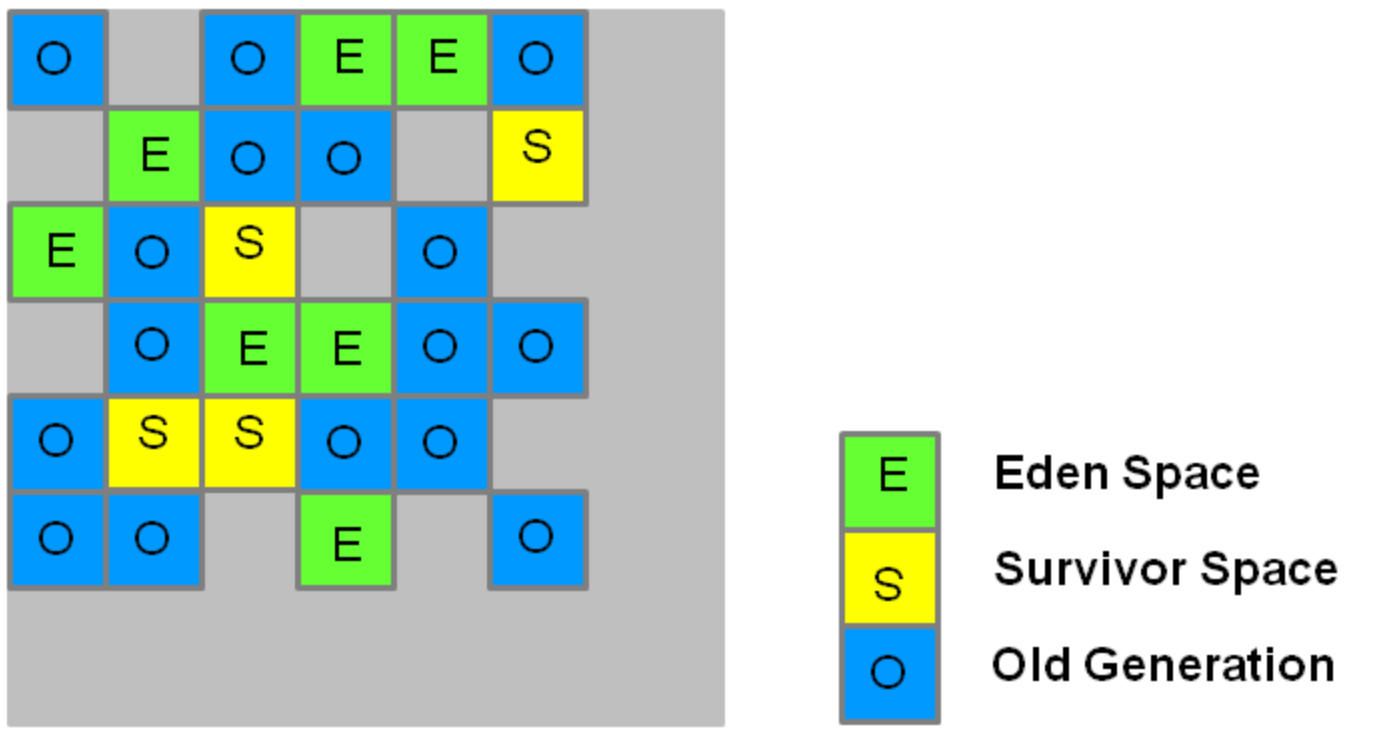 O O E E O
E O O S
E O S O
O E E O O
O S S O O
O O E O
E Eden Space
S Survivor Space
O Old Generation